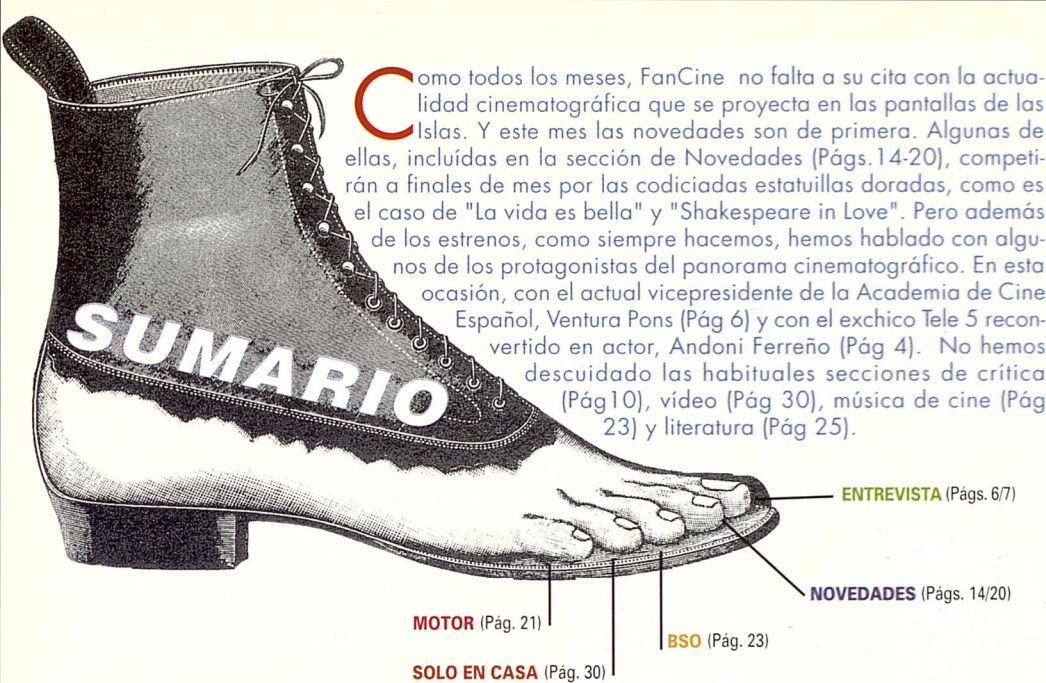 Como todos los meses, FanCine no falta a su cita con la actua-
lidad cinematográfica que se proyecta en las pantallas de las
Islas. Y este mes las novedades son de primera. Algunas de
ellas, incluídas en la sección de Novedades (Págs.14-20), competi-
rán a finales de mes por las codiciadas estatuillas doradas, como es
el caso de "La vida es bella" y "Shakespeare in Love". Pero además
de los estrenos, como siempre hacemos, hemos hablado con algu-
nos de los protagonistas del panorama cinematográfico. En esta
ocasión, con el actual vicepresidente de la Academia de Cine
Español, Ventura Pons (Pág 6) y con el exchico Tele 5 recon-
vertido en actor, Andoni Ferreño (Pág 4). No hemos
descuidado las habituales secciones de crítica
(Pág10), vídeo (Pág 30), música de cine (Pág
23) y literatura (Pág 25).
SUMARIO
ENTREVISTA (Págs. 6/7)
NOVEDADES (Págs. 14/20)
MOTOR (Pág. 21)
BSO (Pág. 23)
SOLO EN CASA (Pág. 30)